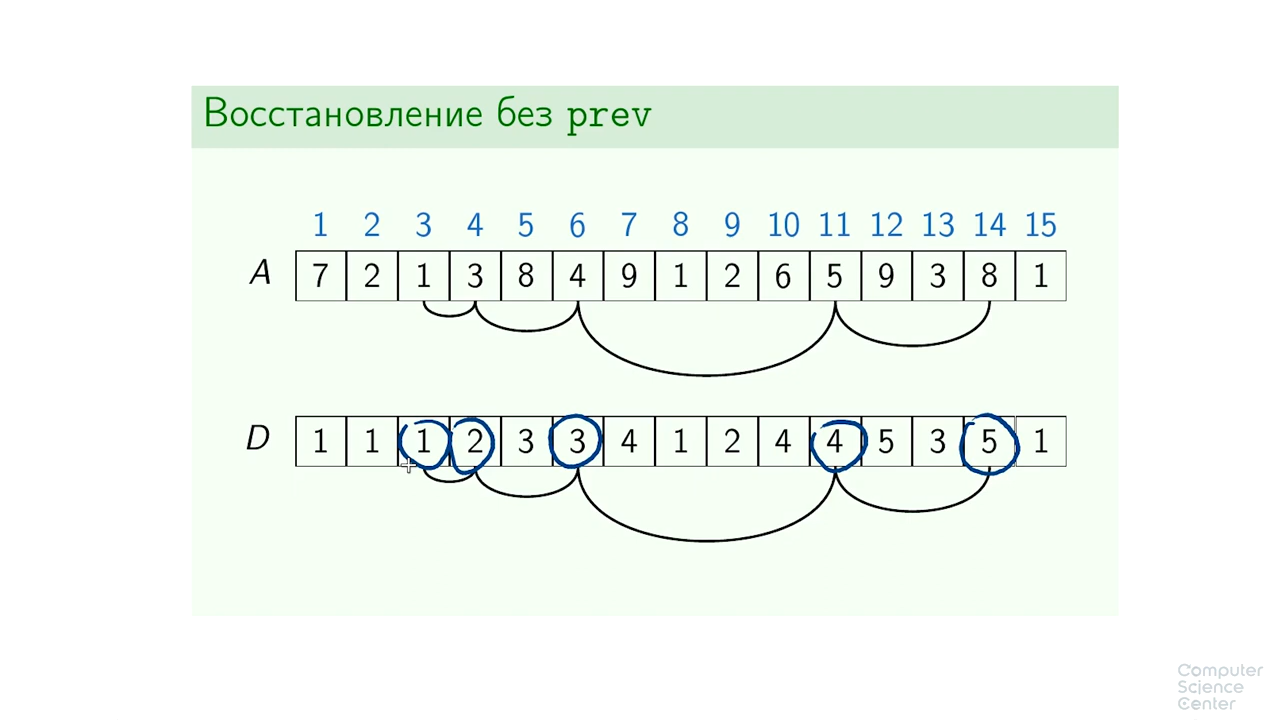 Восстановление без prev
1 2 3 4 5 6 7 8 9 10 11 12 13 14 15
A 7 2 1 3 8 4 9 1 2 6 5 9 3 8 1
D 1 1 1 2 3 3 4 1 2 4 4 5 3 5 1
Computer
Science
Center